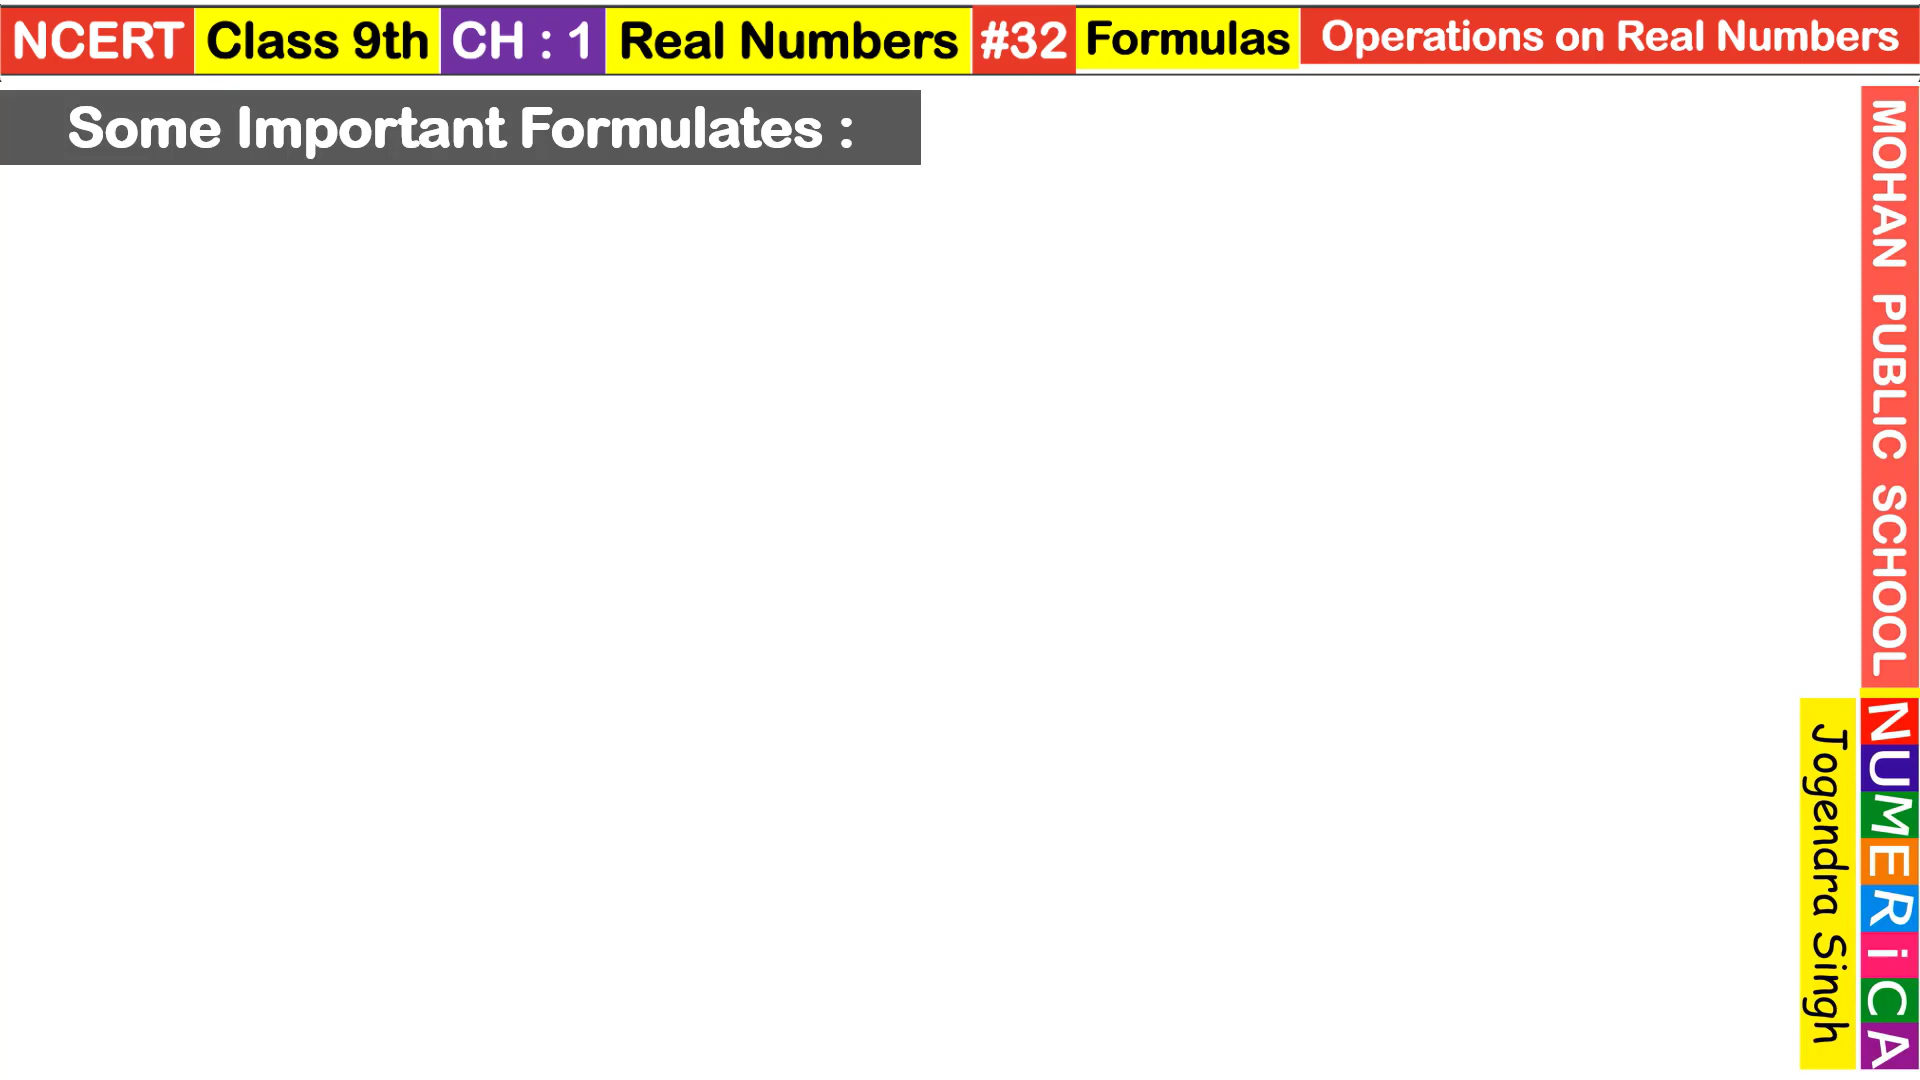 NCERT Class 9th CH : 1 Real Numbers #32 Formulas Operations on Real Numbers
Some Important Formulates :
MOHAN PUBLIC SCHOOL
NUMERiCA
Jogendra Singh